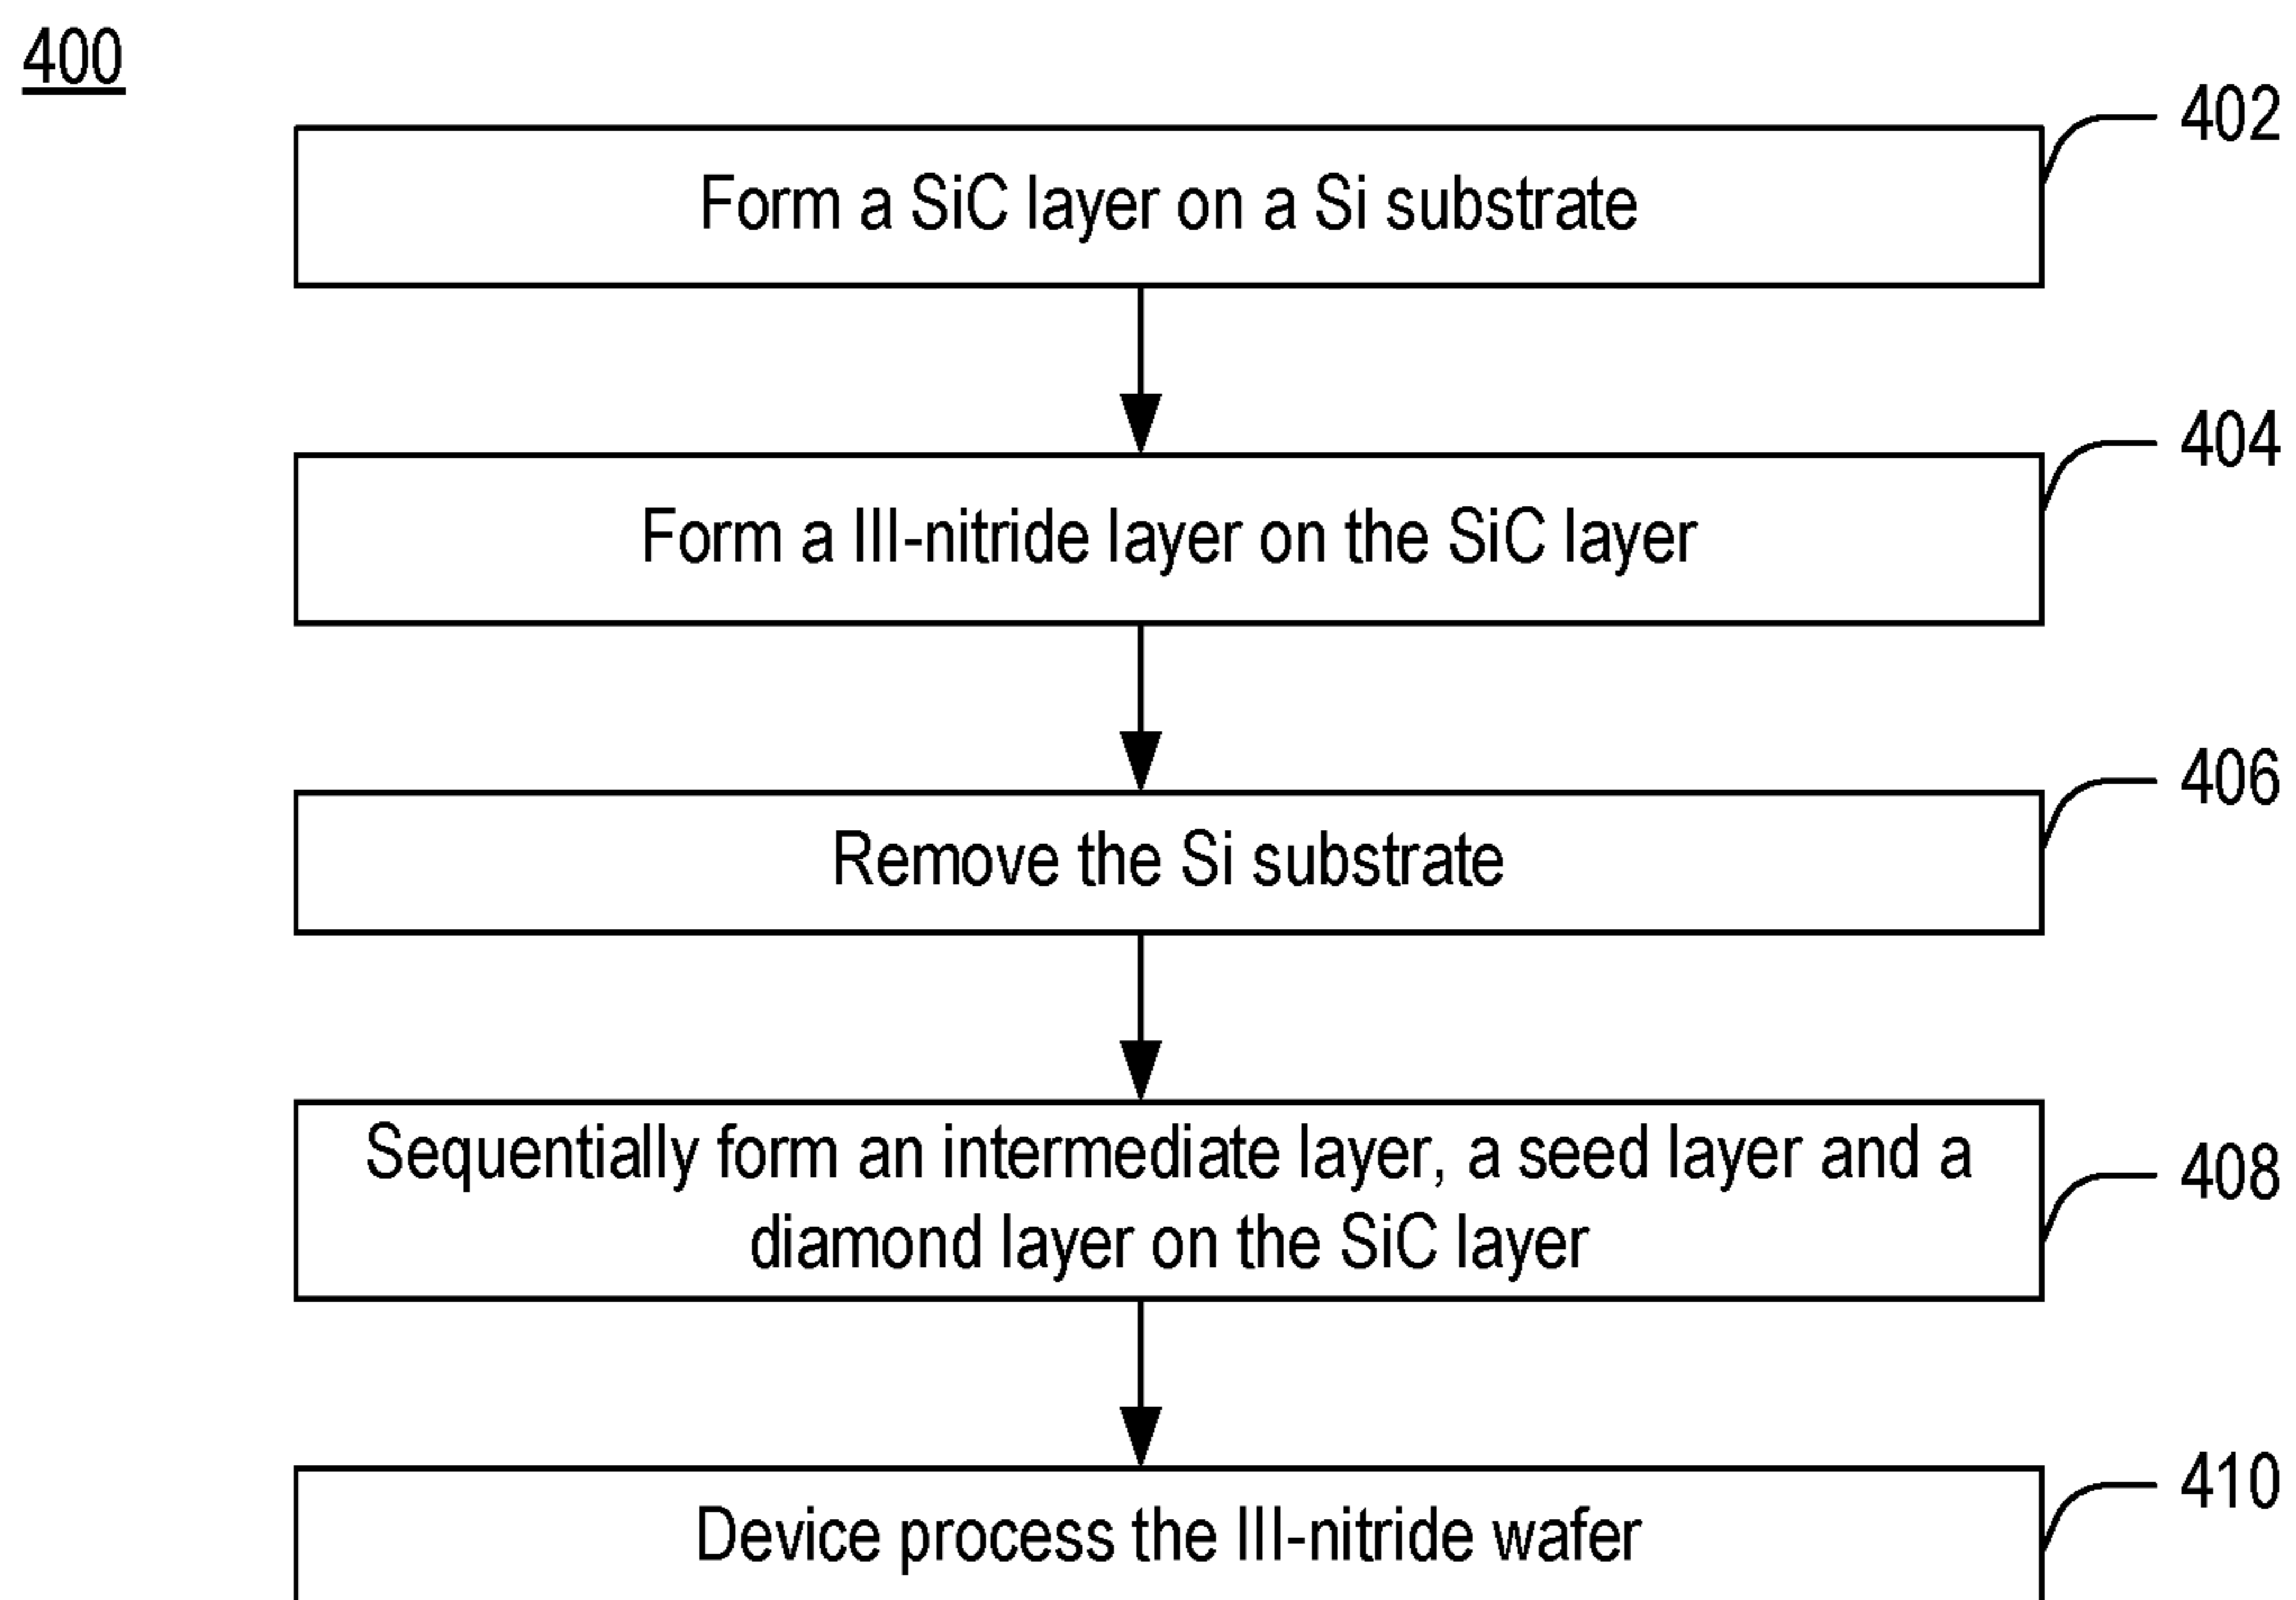 400
402
Form a SiC layer on a Si substrate
404
Form a III-nitride layer on the SiC layer
406
Remove the Si substrate
Sequentially form an intermediate layer, a seed layer and a
408
diamond layer on the SiC layer
410
Device process the III-nitride wafer